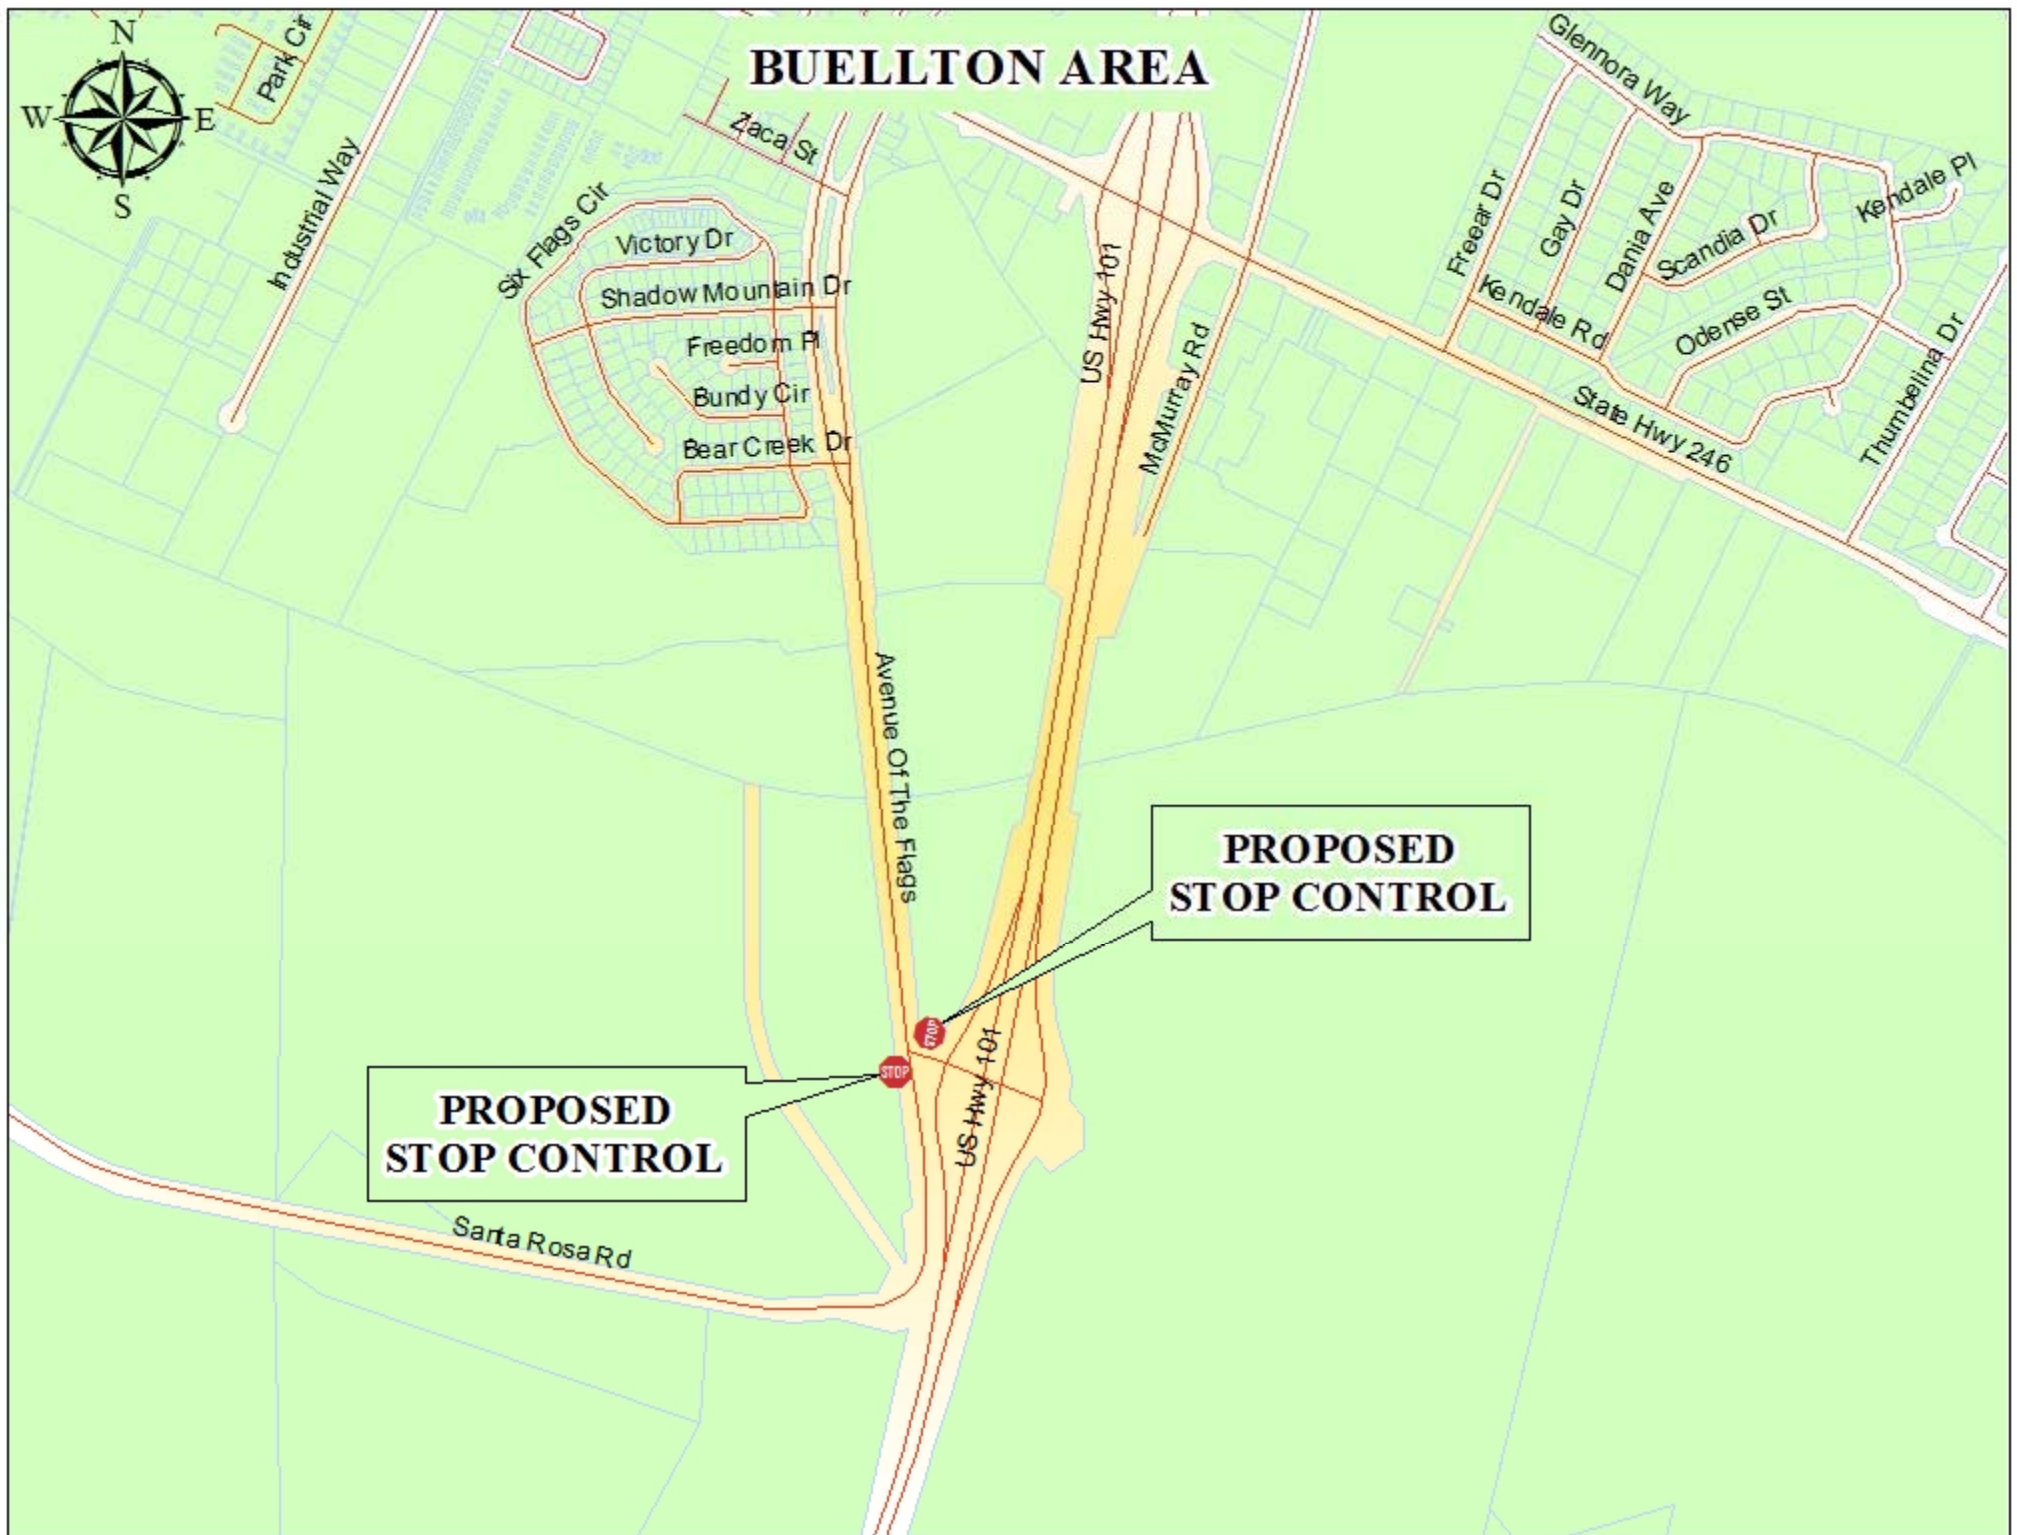 BUELLTON AREA
N
W
E
S
Park Cir
Industrial Way
Zaca St
Six Flags Cir
Victory Dr
Shadow Mountain Dr
Freedom Pl
Bundy Cir
Bear Creek Dr
US Hwy 101
McMurray Rd
Glennora Way
Freear Dr
Gay Dr
Dania Ave
Scandia Dr
Kendale Pl
Kendale Rd
Odense St
Thumbelina Dr
State Hwy 246
Avenue Of The Flags
PROPOSED
STOP CONTROL
STOP
STOP
US Hwy 101
PROPOSED
STOP CONTROL
Santa Rosa Rd